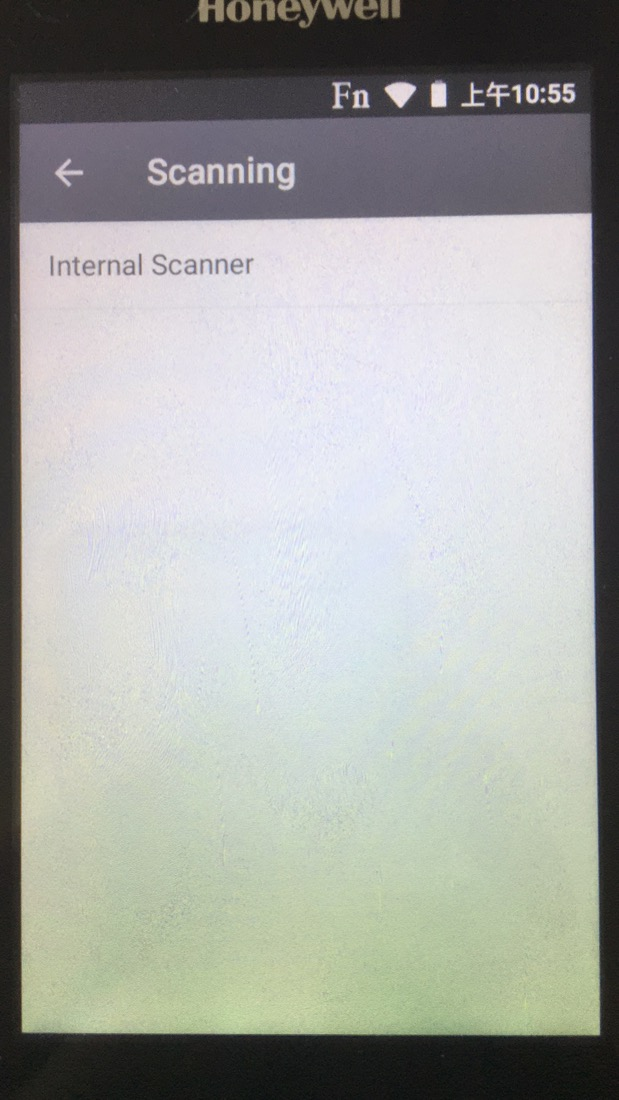 Honeywell
Fn 上午10:55
Scanning
Internal Scanner